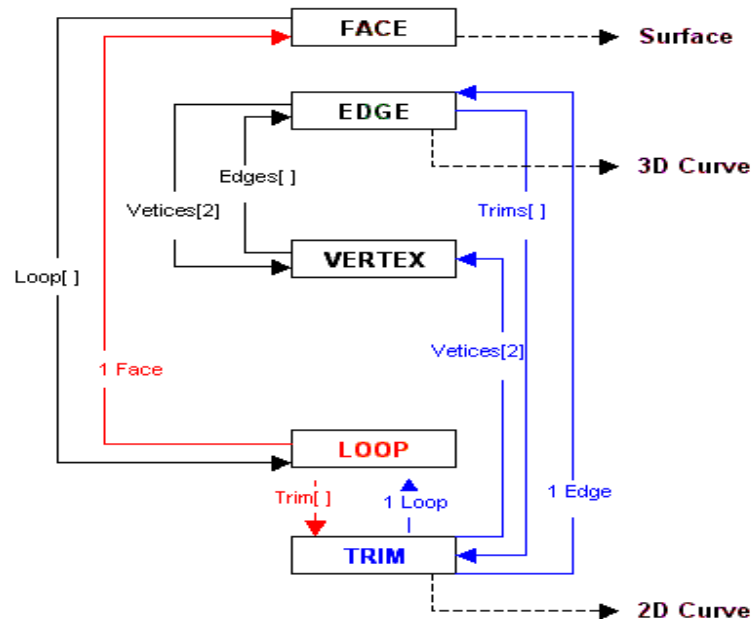 FACE
Surface
EDGE
3D Curve
Edges[ ]
Vetices[2]
Trims[ ]
VERTEX
Loop[ ]
Vetices[2]
1 Face
LOOP
Trim[ ]
1 Loop
1 Edge
TRIM
2D Curve